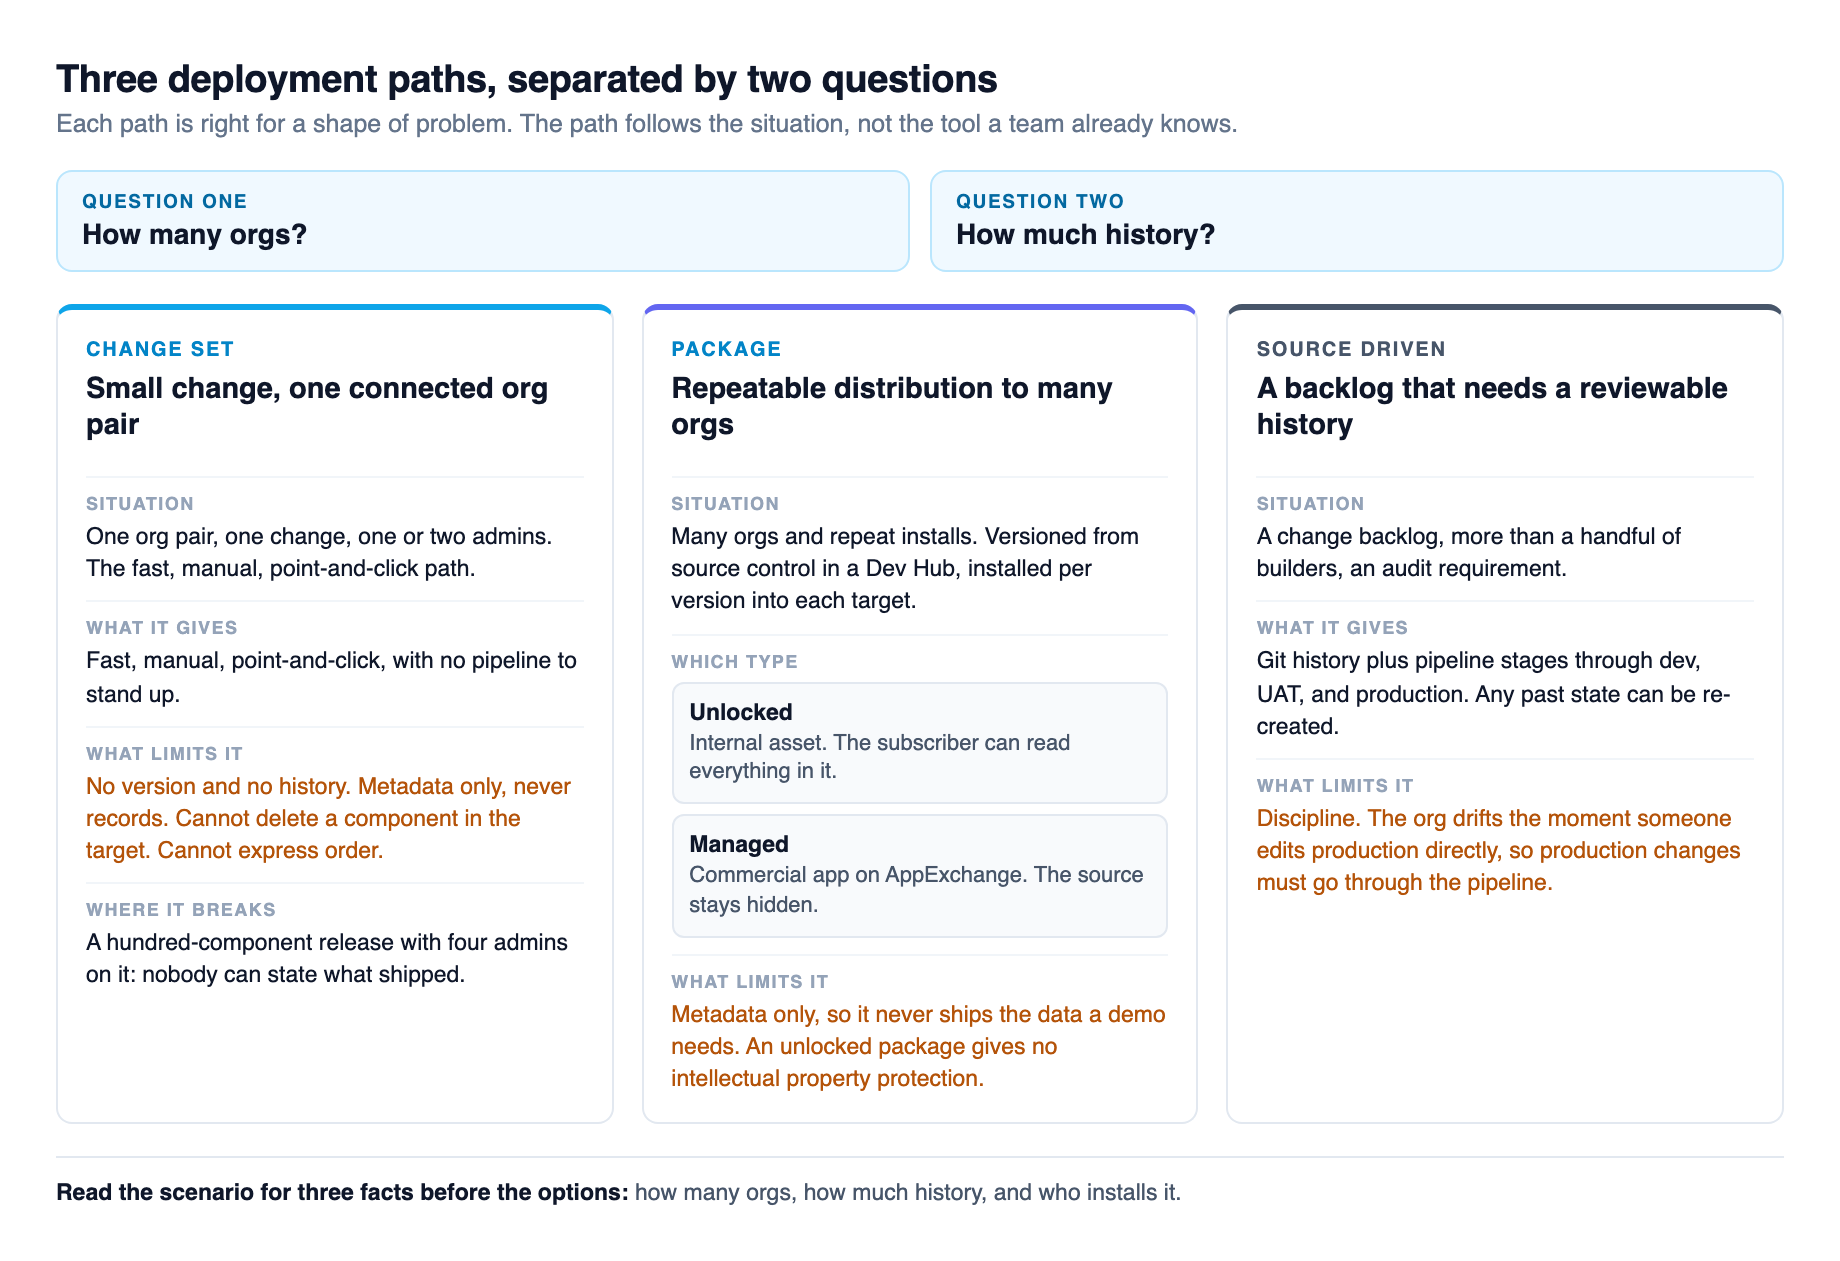 Three deployment paths, separated by two questions
Each path is right for a shape of problem. The path follows the situation, not the tool a team already knows.
QUESTION ONE
How many orgs?
QUESTION TWO
How much history?
CHANGE SET
Small change, one connected org
pair
SITUATION
One org pair, one change, one or two admins.
The fast, manual, point-and-click path.
WHAT IT GIVES
Fast, manual, point-and-click, with no pipeline to
stand up.
WHAT LIMITS IT
No version and no history. Metadata only, never
records. Cannot delete a component in the
target. Cannot express order.
WHERE IT BREAKS
A hundred-component release with four admins
on it: nobody can state what shipped.
PACKAGE
Repeatable distribution to many
orgs
SITUATION
Many orgs and repeat installs. Versioned from
source control in a Dev Hub, installed per
version into each target.
WHICH TYPE
Unlocked
Internal asset. The subscriber can read
everything in it.
Managed
Commercial app on AppExchange. The source
stays hidden.
WHAT LIMITS IT
Metadata only, so it never ships the data a demo
needs. An unlocked package gives no
intellectual property protection.
SOURCE DRIVEN
A backlog that needs a reviewable
history
SITUATION
A change backlog, more than a handful of
builders, an audit requirement.
WHAT IT GIVES
Git history plus pipeline stages through dev,
UAT, and production. Any past state can be re-
created.
WHAT LIMITS IT
Discipline. The org drifts the moment someone
edits production directly, so production changes
must go through the pipeline.
Read the scenario for three facts before the options: how many orgs, how much history, and who installs it.